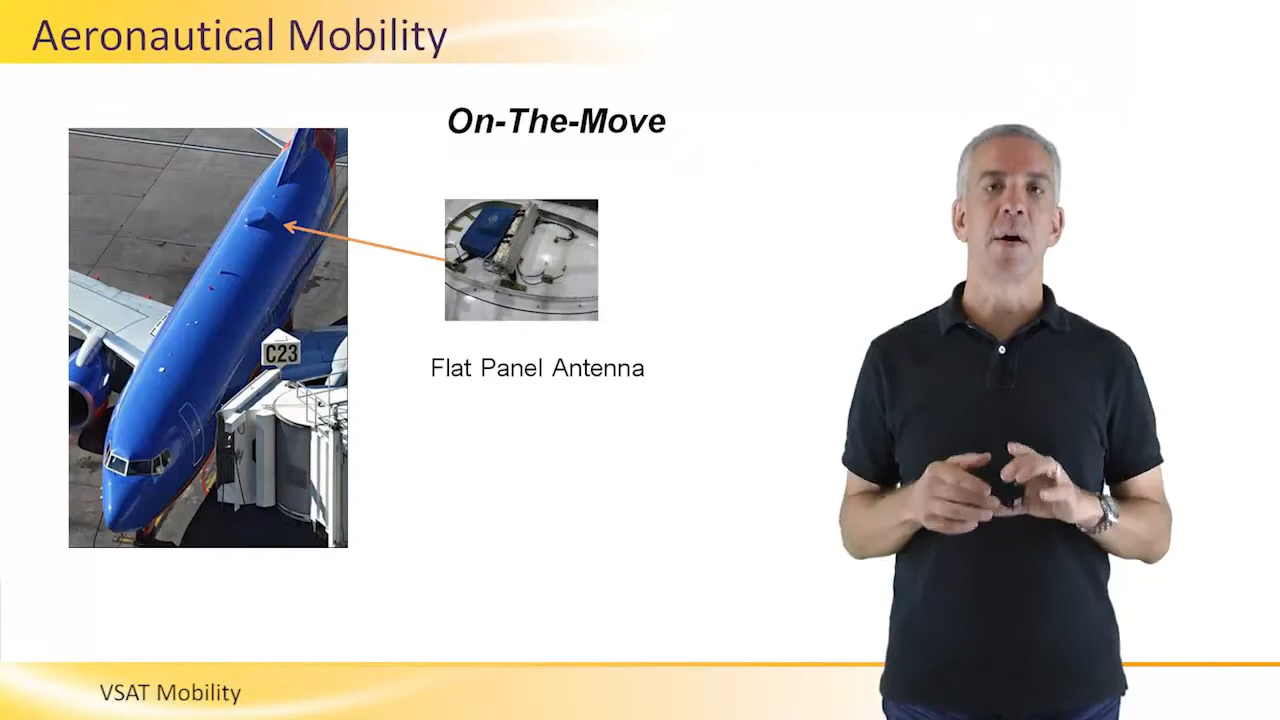 Aeronautical Mobility
On-The-Move
C23
Flat Panel Antenna
VSAT Mobility